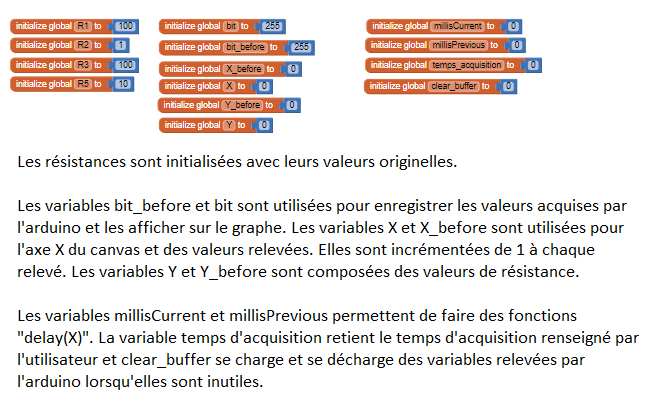 initialize global R1 to 100
initialize global R2 to 1
initialize global R3 to 100
initialize global R5 to 10
initialize global bit to 255
initialize global bit_before to 255
initialize global X_before to 0
initialize global X to 0
initialize global Y_before to 0
initialize global Y to 0
initialize global millisCurrent to 0
initialize global millisPrevious to 0
initialize global temps_acquisition to 0
initialize global clear_buffer to 0
Les résistances sont initialisées avec leurs valeurs originelles.
Les variables bit_before et bit sont utilisées pour enregistrer les valeurs acquises par
l'arduino et les afficher sur le graphe. Les variables X et X_before sont utilisées pour
l'axe X du canvas et des valeurs relevées. Elles sont incrémentées de 1 à chaque
relevé. Les variables Y et Y_before sont composées des valeurs de résistance.
Les variables millisCurrent et millisPrevious permettent de faire des fonctions
"delay(X)". La variable temps d'acquisition retient le temps d'acquisition renseigné par
l'utilisateur et clear_buffer se charge et se décharge des variables relevées par
l'arduino lorsqu'elles sont inutiles.